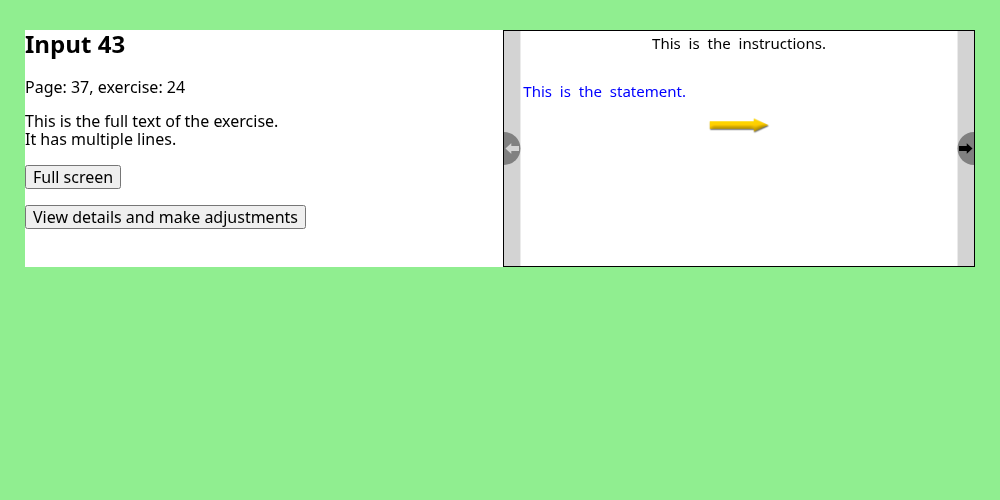 Input 43
Page: 37, exercise: 24
This is the full text of the exercise.
It has multiple lines.
Full screen
View details and make adjustments
This is the instructions.
This is the statement.